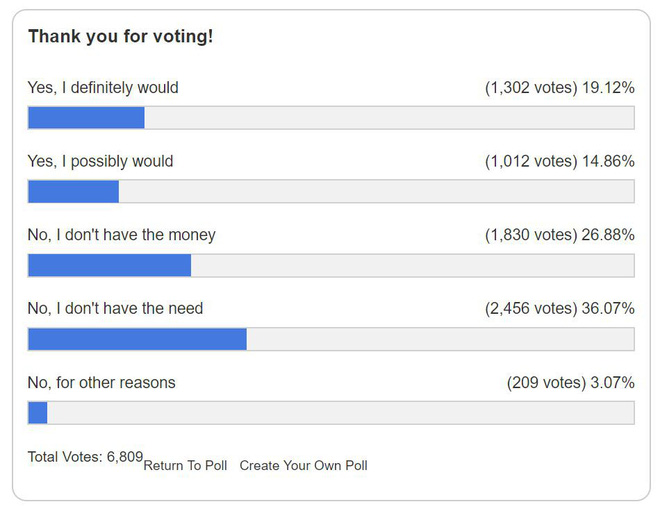 Thank you for voting!
Yes, I definitely would (1,302 votes) 19.12%
Yes, I possibly would (1,012 votes) 14.86%
No, I don't have the money (1,830 votes) 26.88%
No, I don't have the need (2,456 votes) 36.07%
No, for other reasons (209 votes) 3.07%
Total Votes: 6,809 Return To Poll Create Your Own Poll